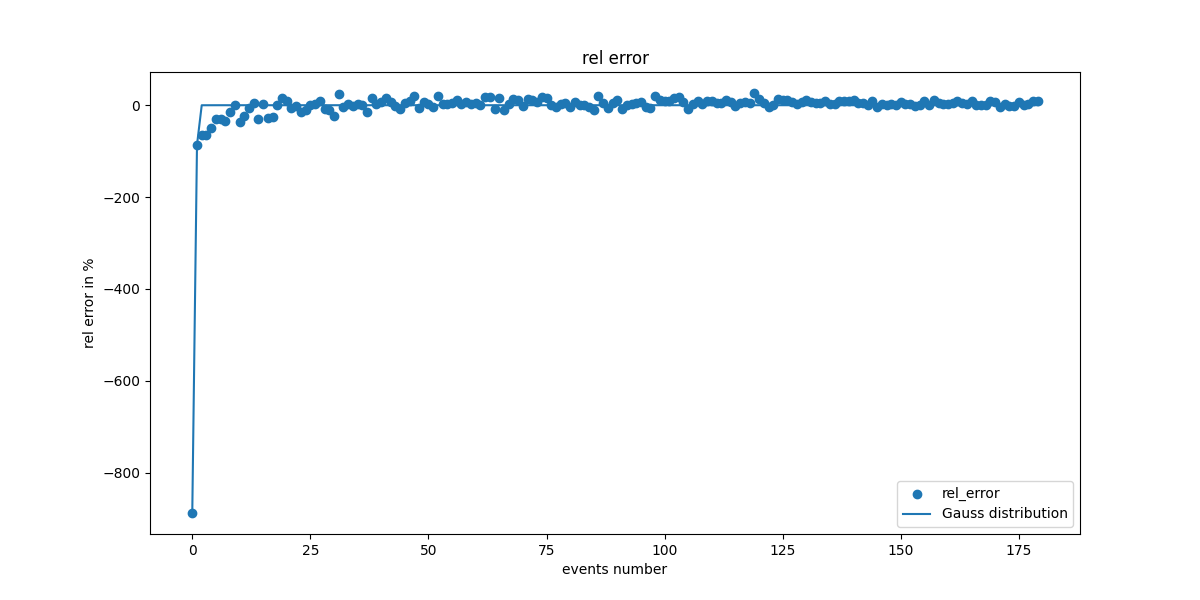 rel error
0
−200
−400
−600
−800
rel error in %
0
25
50
75
100
125
150
175
events number
rel_error
Gauss distribution